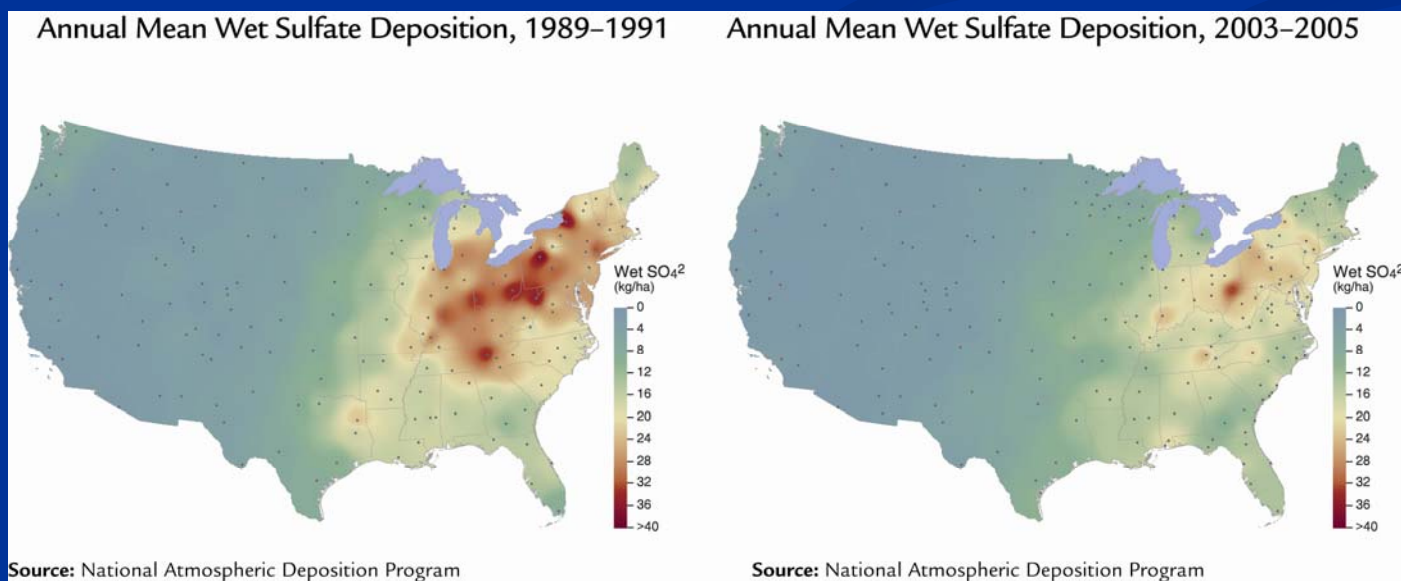 Annual Mean Wet Sulfate Deposition, 1989–1991
Wet SO₄²
(kg/ha)
0
4
8
12
16
20
24
28
32
36
>40
Source: National Atmospheric Deposition Program
Annual Mean Wet Sulfate Deposition, 2003–2005
Wet SO₄²
(kg/ha)
0
4
8
12
16
20
24
28
32
36
>40
Source: National Atmospheric Deposition Program